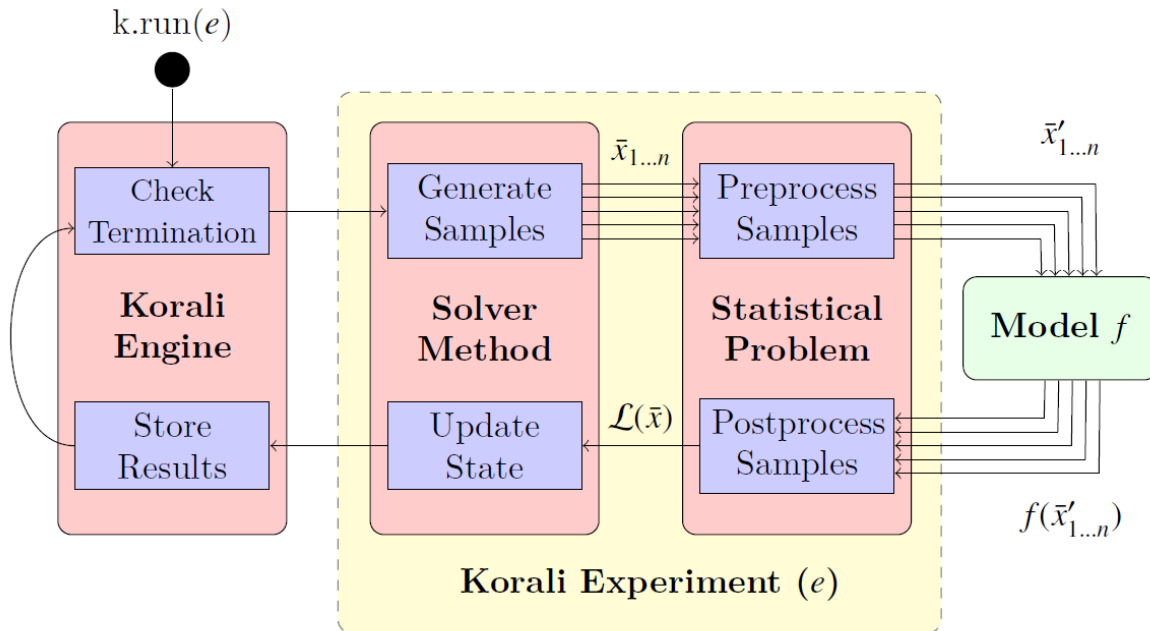 k.run(e)
Check
Termination
Korali
Engine
Store
Results
Generate
Samples
Solver
Method
Update
State
x̄₁…ₙ
ℒ(x̄)
Preprocess
Samples
Statistical
Problem
Postprocess
Samples
x̄′₁…ₙ
Model f
f(x̄′₁…ₙ)
Korali Experiment (e)